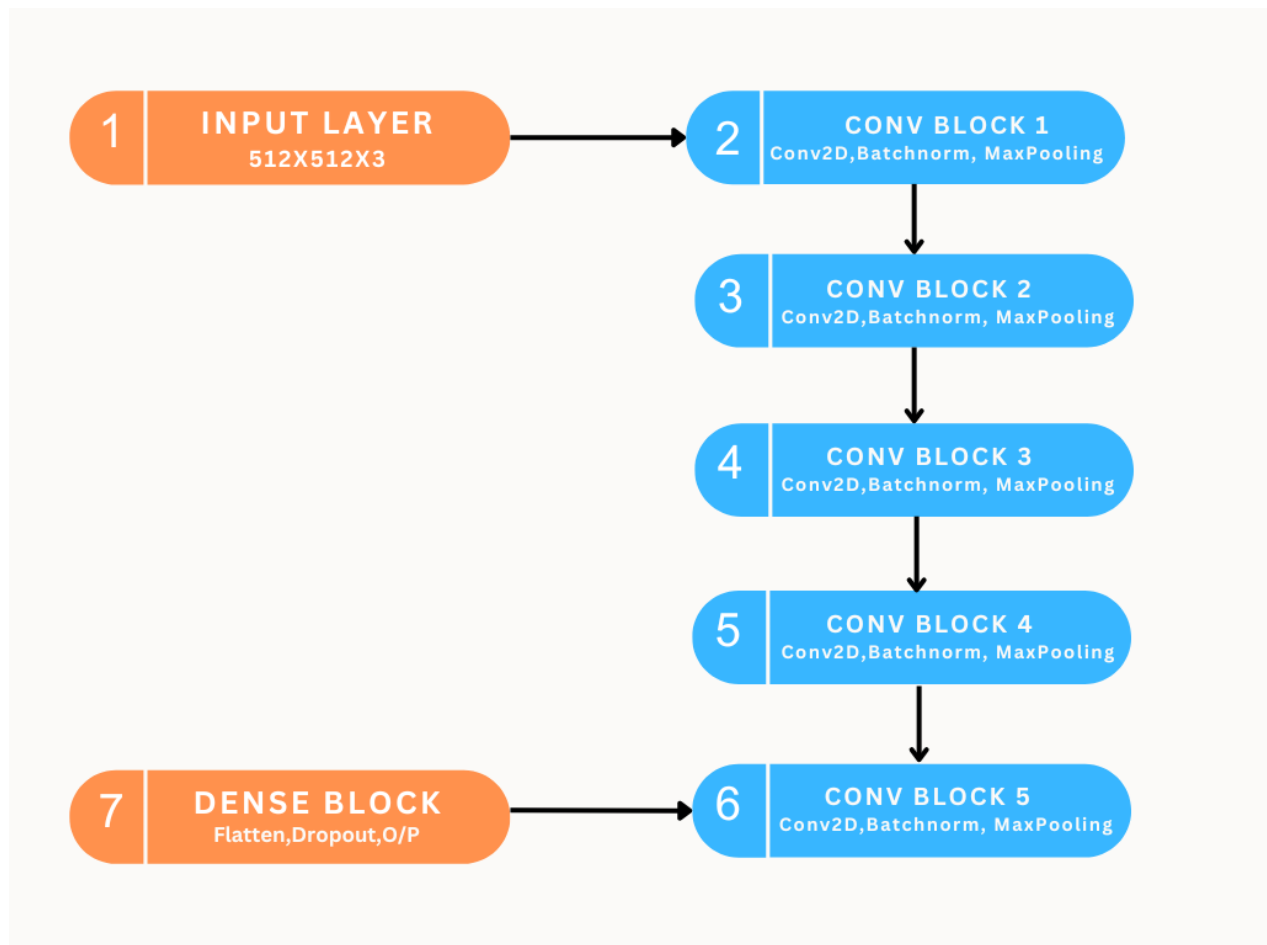 1
INPUT LAYER
512X512X3
2
CONV BLOCK 1
Conv2D,Batchnorm, MaxPooling
3
CONV BLOCK 2
Conv2D,Batchnorm, MaxPooling
4
CONV BLOCK 3
Conv2D,Batchnorm, MaxPooling
5
CONV BLOCK 4
Conv2D,Batchnorm, MaxPooling
6
CONV BLOCK 5
Conv2D,Batchnorm, MaxPooling
7
DENSE BLOCK
Flatten,Dropout,O/P